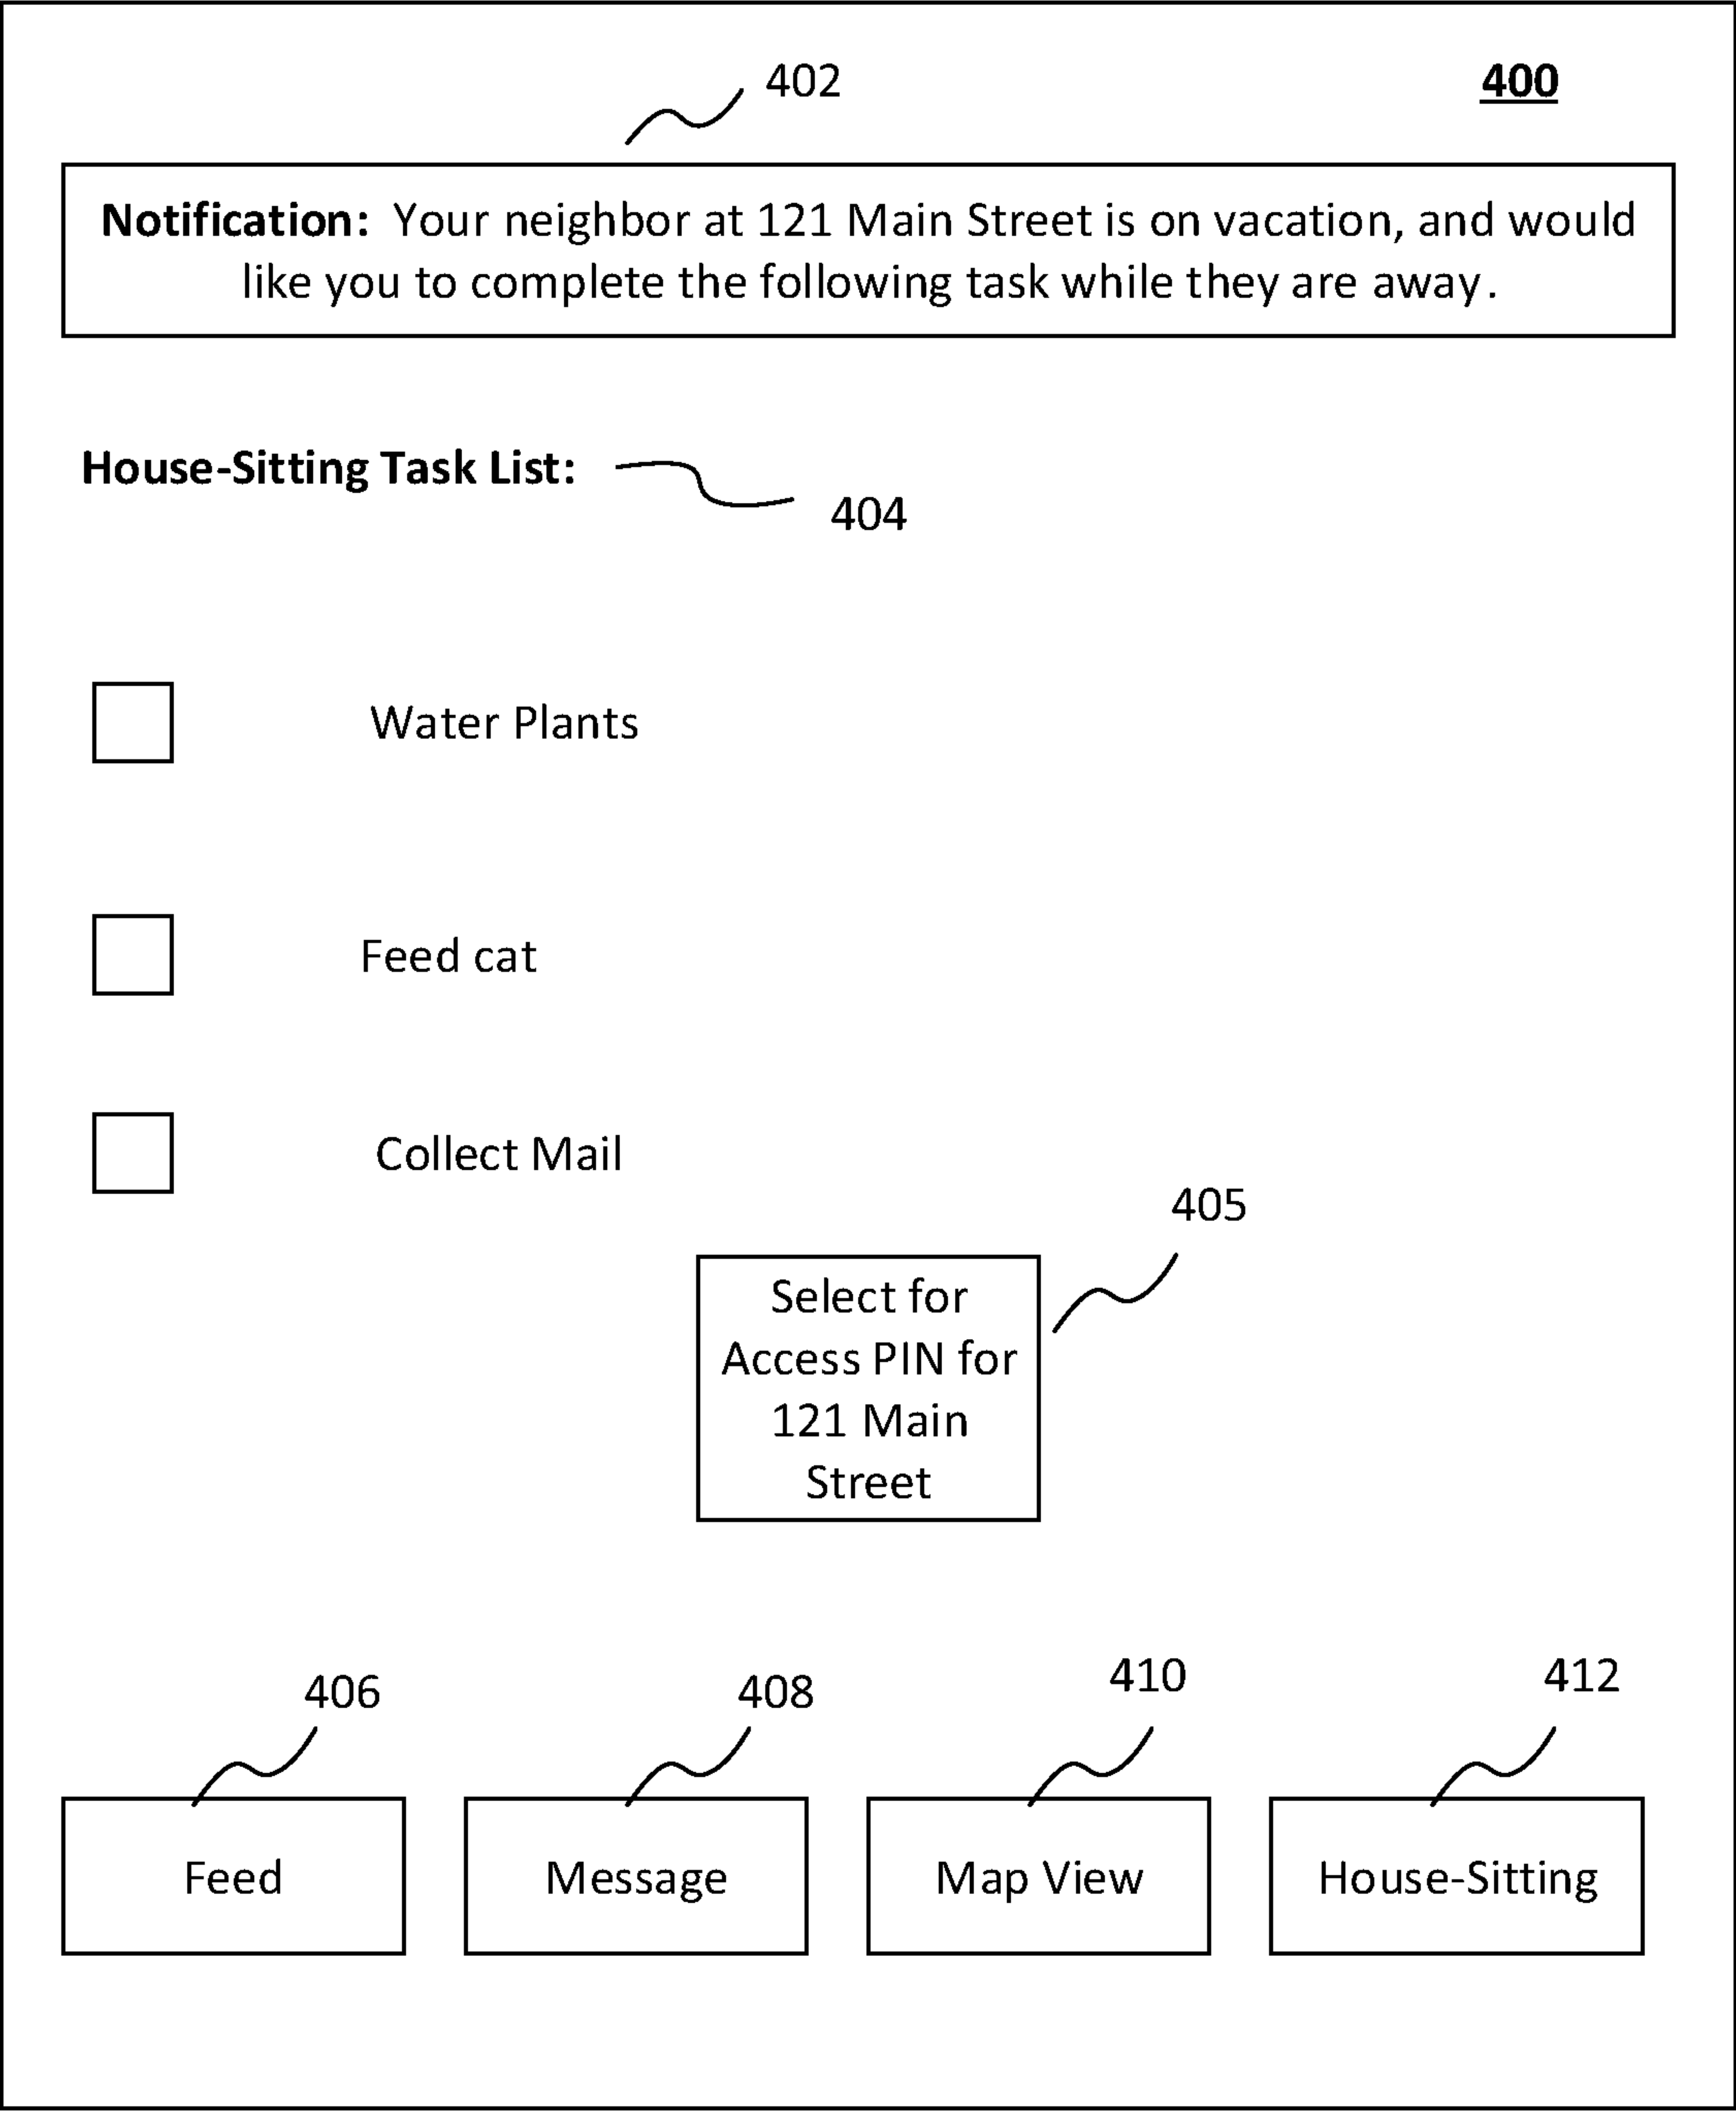 402
400
Notification: Your neighbor at 121 Main Street is on vacation, and would
like you to complete the following task while they are away.
House-Sitting Task List:
404
Water Plants
Feed cat
Collect Mail
405
Select for
Access PIN for
121 Main
Street
406
408
410
412
Feed
Message
Map View
House-Sitting